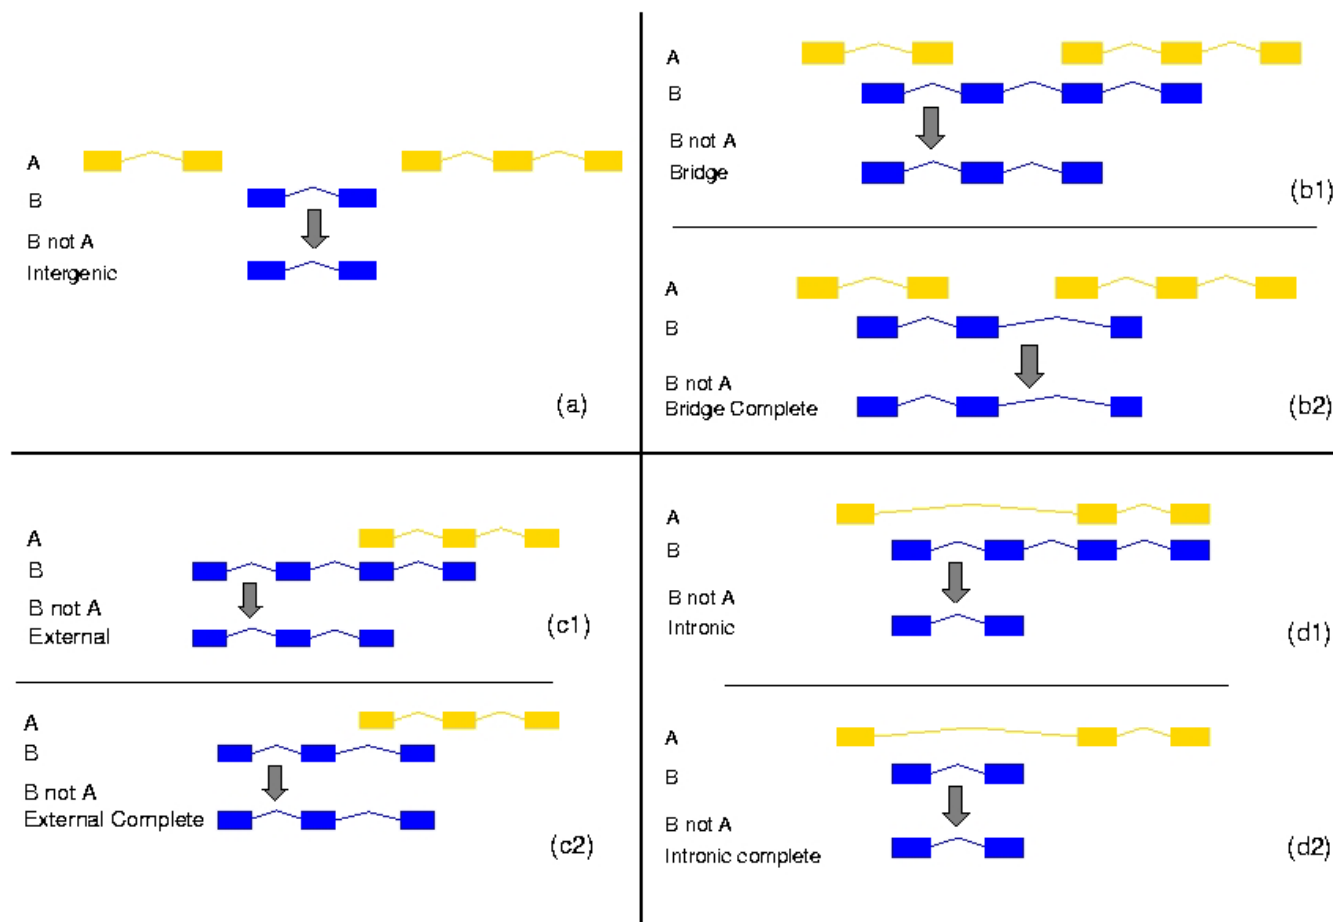 A
B
B not A
Intergenic
(a)
A
B
B not A
Bridge
(b1)
A
B
B not A
Bridge Complete
(b2)
A
B
B not A
External
(c1)
A
B
B not A
External Complete
(c2)
A
B
B not A
Intronic
(d1)
A
B
B not A
Intronic complete
(d2)